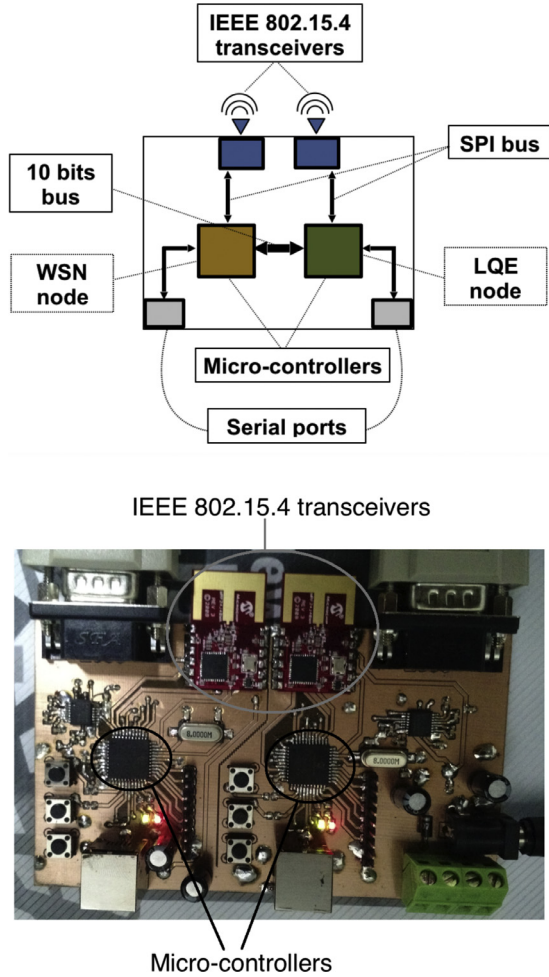 IEEE 802.15.4
transceivers
SPI bus
10 bits
bus
WSN
node
LQE
node
Micro-controllers
Serial ports
IEEE 802.15.4 transceivers
8.0000M
8.0000M
Micro-controllers